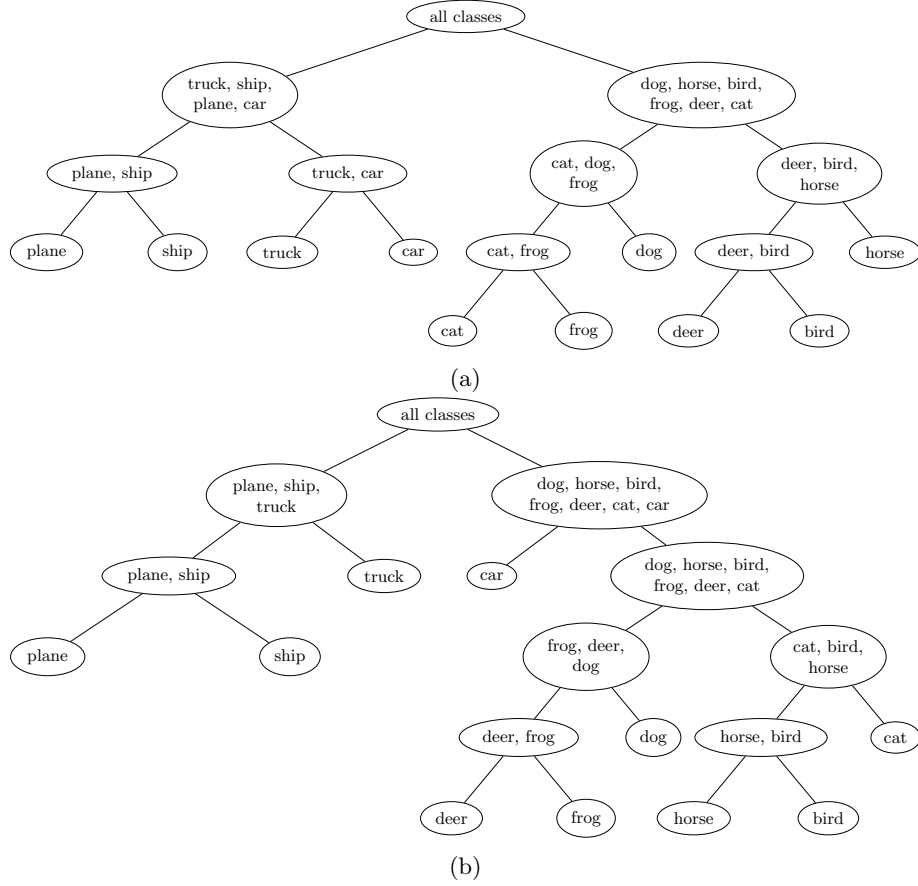 all classes
truck, ship,
plane, car
dog, horse, bird,
frog, deer, cat
plane, ship
truck, car
cat, dog,
frog
deer, bird,
horse
plane
ship
truck
car
cat, frog
dog
deer, bird
horse
cat
frog
deer
bird
(a)
all classes
plane, ship,
truck
dog, horse, bird,
frog, deer, cat, car
plane, ship
truck
car
dog, horse, bird,
frog, deer, cat
plane
ship
frog, deer,
dog
cat, bird,
horse
deer, frog
dog
horse, bird
cat
deer
frog
horse
bird
(b)